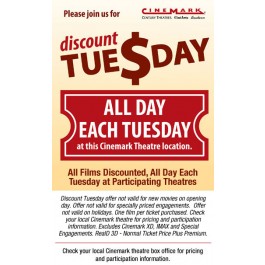 Please join us for
CINEMARK
CENTURY THEATRES Tinseltown
discount
TUE$DAY
ALL DAY
EACH TUESDAY
at this Cinemark Theatre location.
All Films Discounted, All Day Each
Tuesday at Participating Theatres
Discount Tuesday offer not valid for new movies on opening
day. Offer not valid for specially priced engagements. Offer
not valid on holidays. One film per ticket purchased. Check
your local Cinemark theatre for pricing and participation
information. Excludes Cinemark XD, IMAX and Special
Engagements. RealD 3D - Normal Ticket Price Plus Premium.
Check your local Cinemark theatre box office for pricing
and participation information.